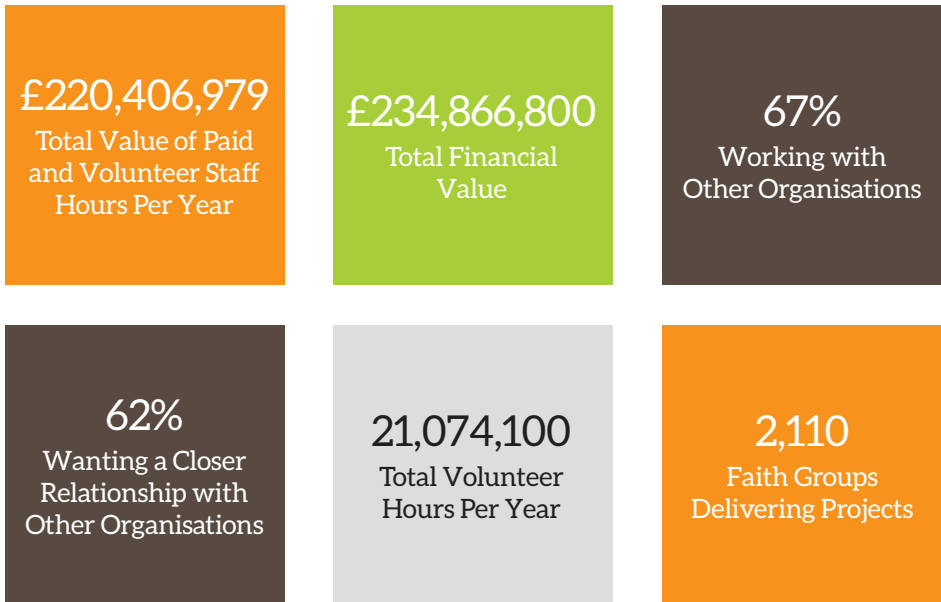 £220,406,979
Total Value of Paid
and Volunteer Staff
Hours Per Year
£234,866,800
Total Financial
Value
67%
Working with
Other Organisations
62%
Wanting a Closer
Relationship with
Other Organisations
21,074,100
Total Volunteer
Hours Per Year
2,110
Faith Groups
Delivering Projects